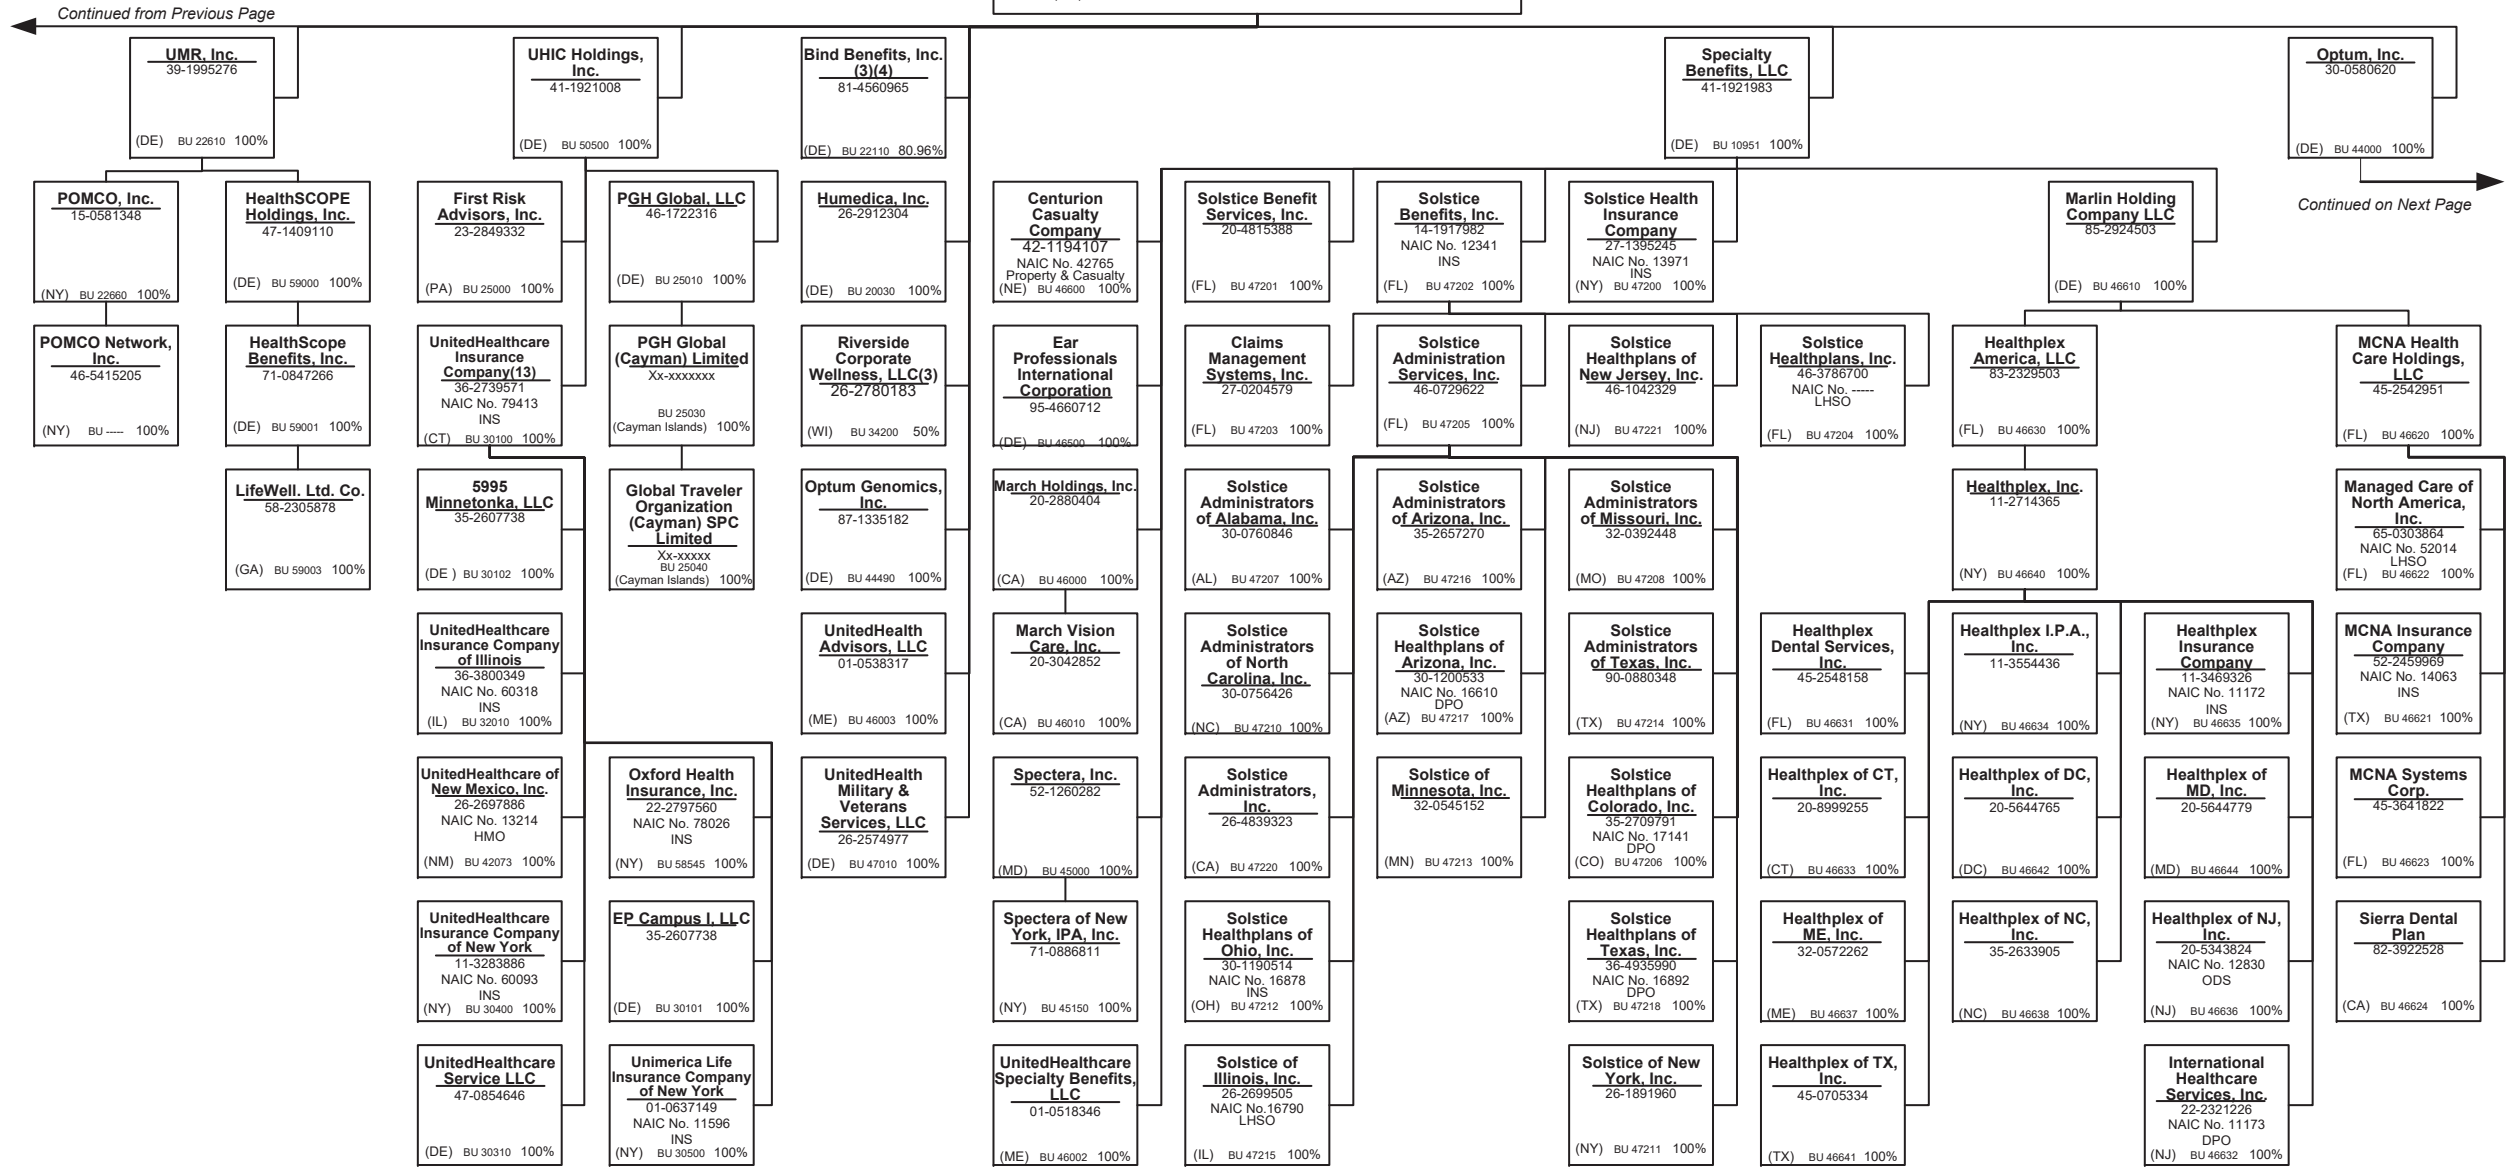 Continued from Previous Page
UMR, Inc.
39-1995276
(DE) BU 22610 100%
UHIC Holdings,
Inc.
41-1921008
(DE) BU 50500 100%
Bind Benefits, Inc.
(3)(4)
81-4560965
(DE) BU 22110 80.96%
Specialty
Benefits, LLC
41-1921983
(DE) BU 10951 100%
Optum, Inc.
30-0580620
(DE) BU 44000 100%
Continued on Next Page
POMCO, Inc.
15-0581348
(NY) BU 22660 100%
HealthSCOPE
Holdings, Inc.
47-1409110
(DE) BU 59000 100%
First Risk
Advisors, Inc.
23-2849332
(PA) BU 25000 100%
PGH Global, LLC
46-1722316
(DE) BU 25010 100%
Humedica, Inc.
26-2912304
(DE) BU 20030 100%
Centurion
Casualty
Company
42-1194107
NAIC No. 42765
Property & Casualty
(NE) BU 46600 100%
Solstice Benefit
Services, Inc.
20-4815388
(FL) BU 47201 100%
Solstice
Benefits, Inc.
14-1917982
NAIC No. 12341
INS
(FL) BU 47202 100%
Solstice Health
Insurance
Company
27-1395245
NAIC No. 13971
INS
(NY) BU 47200 100%
Marlin Holding
Company LLC
85-2924503
(DE) BU 46610 100%
POMCO Network,
Inc.
46-5415205
(NY) BU ----- 100%
HealthScope
Benefits, Inc.
71-0847266
(DE) BU 59001 100%
UnitedHealthcare
Insurance
Company(13)
36-2739571
NAIC No. 79413
INS
(CT) BU 30100 100%
PGH Global
(Cayman) Limited
Xx-xxxxxxx
BU 25030
(Cayman Islands) 100%
Riverside
Corporate
Wellness, LLC(3)
26-2780183
(WI) BU 34200 50%
Ear
Professionals
International
Corporation
95-4660712
(DE) BU 46500 100%
Claims
Management
Systems, Inc.
27-0204579
(FL) BU 47203 100%
Solstice
Administration
Services, Inc.
46-0729622
(FL) BU 47205 100%
Solstice
Healthplans of
New Jersey, Inc.
46-1042329
(NJ) BU 47221 100%
Solstice
Healthplans, Inc.
46-3786700
NAIC No. -----
LHSO
(FL) BU 47204 100%
Healthplex
America, LLC
83-2329503
(FL) BU 46630 100%
MCNA Health
Care Holdings,
LLC
45-2542951
(FL) BU 46620 100%
LifeWell. Ltd. Co.
58-2305878
(GA) BU 59003 100%
5995
Minnetonka, LLC
35-2607738
(DE ) BU 30102 100%
Global Traveler
Organization
(Cayman) SPC
Limited
Xx-xxxxx
BU 25040
(Cayman Islands) 100%
Optum Genomics,
Inc.
87-1335182
(DE) BU 44490 100%
March Holdings, Inc.
20-2880404
(CA) BU 46000 100%
Solstice
Administrators
of Alabama, Inc.
30-0760846
(AL) BU 47207 100%
Solstice
Administrators
of Arizona, Inc.
35-2657270
(AZ) BU 47216 100%
Solstice
Administrators
of Missouri, Inc.
32-0392448
(MO) BU 47208 100%
Healthplex, Inc.
11-2714365
(NY) BU 46640 100%
Managed Care of
North America,
Inc.
65-0303864
NAIC No. 52014
LHSO
(FL) BU 46622 100%
UnitedHealthcare
Insurance Company
of Illinois
36-3800349
NAIC No. 60318
INS
(IL) BU 32010 100%
UnitedHealth
Advisors, LLC
01-0538317
(ME) BU 46003 100%
March Vision
Care, Inc.
20-3042852
(CA) BU 46010 100%
Solstice
Administrators
of North
Carolina, Inc.
30-0756426
(NC) BU 47210 100%
Solstice
Healthplans of
Arizona, Inc.
30-1200533
NAIC No. 16610
DPO
(AZ) BU 47217 100%
Solstice
Administrators
of Texas, Inc.
90-0880348
(TX) BU 47214 100%
Healthplex
Dental Services,
Inc.
45-2548158
(FL) BU 46631 100%
Healthplex I.P.A.,
Inc.
11-3554436
(NY) BU 46634 100%
Healthplex
Insurance
Company
11-3469326
NAIC No. 11172
INS
(NY) BU 46635 100%
MCNA Insurance
Company
52-2459969
NAIC No. 14063
INS
(TX) BU 46621 100%
UnitedHealthcare of
New Mexico, Inc.
26-2697886
NAIC No. 13214
HMO
(NM) BU 42073 100%
Oxford Health
Insurance, Inc.
22-2797560
NAIC No. 78026
INS
(NY) BU 58545 100%
UnitedHealth
Military &
Veterans
Services, LLC
26-2574977
(DE) BU 47010 100%
Spectera, Inc.
52-1260282
(MD) BU 45000 100%
Solstice
Administrators,
Inc.
26-4839323
(CA) BU 47220 100%
Solstice of
Minnesota, Inc.
32-0545152
(MN) BU 47213 100%
Solstice
Healthplans of
Colorado, Inc.
35-2709791
NAIC No. 17141
DPO
(CO) BU 47206 100%
Healthplex of CT,
Inc.
20-8999255
(CT) BU 46633 100%
Healthplex of DC,
Inc.
20-5644765
(DC) BU 46642 100%
Healthplex of
MD, Inc.
20-5644779
(MD) BU 46644 100%
MCNA Systems
Corp.
45-3641822
(FL) BU 46623 100%
UnitedHealthcare
Insurance Company
of New York
11-3283886
NAIC No. 60093
INS
(NY) BU 30400 100%
EP Campus I, LLC
35-2607738
(DE) BU 30101 100%
Spectera of New
York, IPA, Inc.
71-0886811
(NY) BU 45150 100%
Solstice
Healthplans of
Ohio, Inc.
30-1190514
NAIC No. 16878
INS
(OH) BU 47212 100%
Solstice
Healthplans of
Texas, Inc.
36-4935990
NAIC No. 16892
DPO
(TX) BU 47218 100%
Healthplex of
ME, Inc.
32-0572262
(ME) BU 46637 100%
Healthplex of NC,
Inc.
35-2633905
(NC) BU 46638 100%
Healthplex of NJ,
Inc.
20-5343824
NAIC No. 12830
ODS
(NJ) BU 46636 100%
Sierra Dental
Plan
82-3922528
(CA) BU 46624 100%
UnitedHealthcare
Service LLC
47-0854646
(DE) BU 30310 100%
Unimerica Life
Insurance Company
of New York
01-0637149
NAIC No. 11596
INS
(NY) BU 30500 100%
UnitedHealthcare
Specialty Benefits,
LLC
01-0518346
(ME) BU 46002 100%
Solstice of
Illinois, Inc.
26-2699505
NAIC No.16790
LHSO
(IL) BU 47215 100%
Solstice of New
York, Inc.
26-1891960
(NY) BU 47211 100%
Healthplex of TX,
Inc.
45-0705334
(TX) BU 46641 100%
International
Healthcare
Services, Inc.
22-2321226
NAIC No. 11173
DPO
(NJ) BU 46632 100%